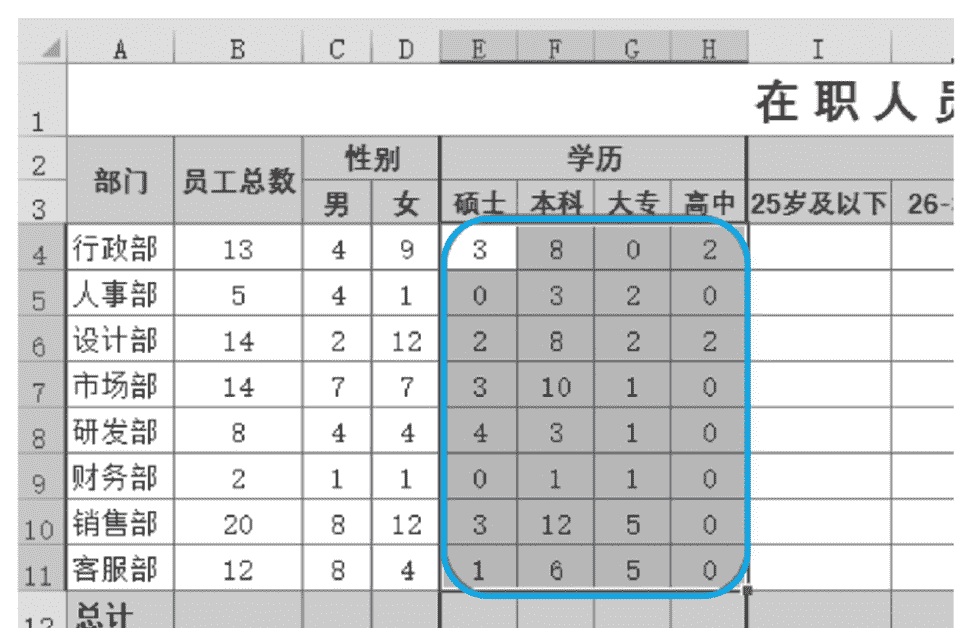 A B C D E F G H I
1 在职人员
2 部门 员工总数 性别 学历
3 男 女 硕士 本科 大专 高中 25岁及以下 26-
4 行政部 13 4 9 3 8 0 2
5 人事部 5 4 1 0 3 2 0
6 设计部 14 2 12 2 8 2 2
7 市场部 14 7 7 3 10 1 0
8 研发部 8 4 4 4 3 1 0
9 财务部 2 1 1 0 1 1 0
10 销售部 20 8 12 3 12 5 0
11 客服部 12 8 4 1 6 5 0
12 总计